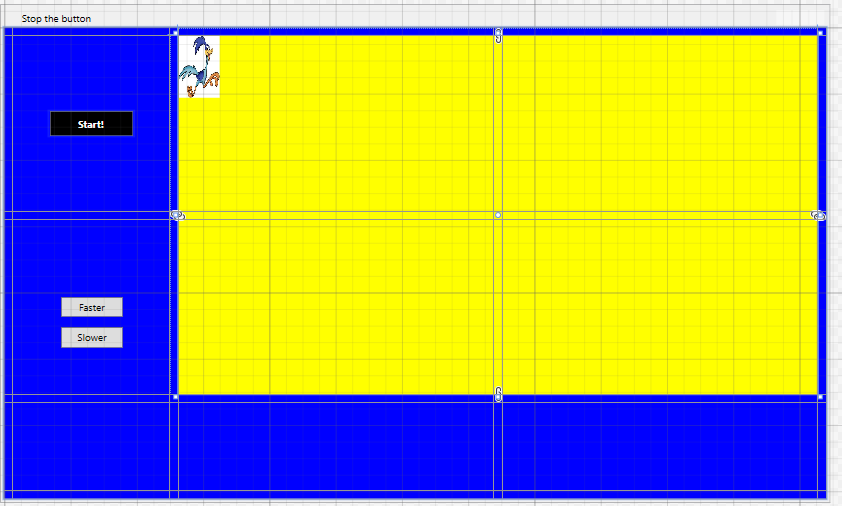 Stop the button
Start!
Faster
Slower